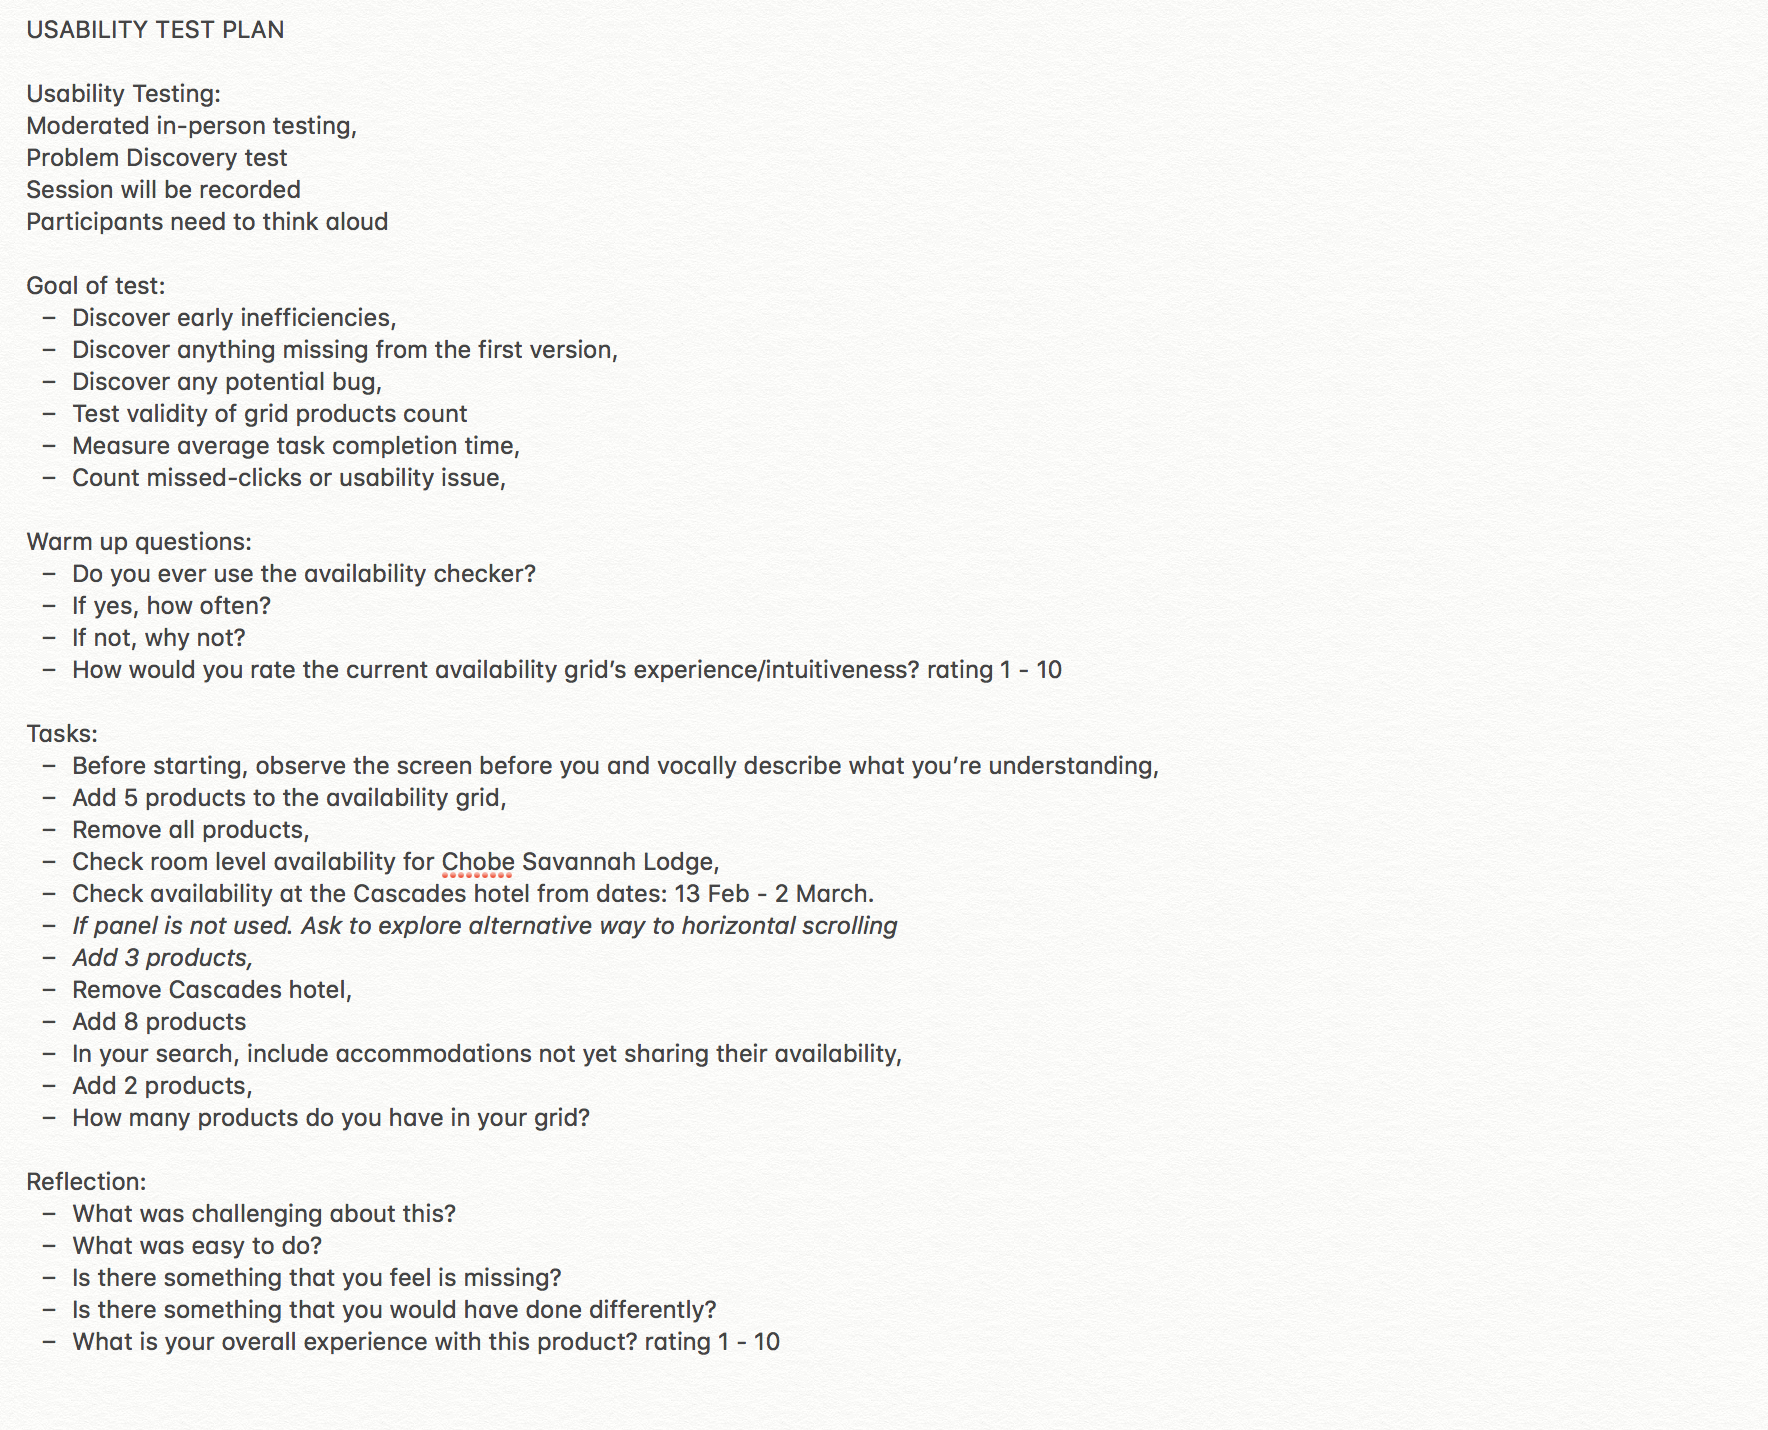 USABILITY TEST PLAN
Usability Testing:
Moderated in-person testing,
Problem Discovery test
Session will be recorded
Participants need to think aloud
Goal of test:
– Discover early inefficiencies,
– Discover anything missing from the first version,
– Discover any potential bug,
– Test validity of grid products count
– Measure average task completion time,
– Count missed-clicks or usability issue,
Warm up questions:
– Do you ever use the availability checker?
– If yes, how often?
– If not, why not?
– How would you rate the current availability grid’s experience/intuitiveness? rating 1 - 10
Tasks:
– Before starting, observe the screen before you and vocally describe what you’re understanding,
– Add 5 products to the availability grid,
– Remove all products,
– Check room level availability for Chobe Savannah Lodge,
– Check availability at the Cascades hotel from dates: 13 Feb - 2 March.
– If panel is not used. Ask to explore alternative way to horizontal scrolling
– Add 3 products,
– Remove Cascades hotel,
– Add 8 products
– In your search, include accommodations not yet sharing their availability,
– Add 2 products,
– How many products do you have in your grid?
Reflection:
– What was challenging about this?
– What was easy to do?
– Is there something that you feel is missing?
– Is there something that you would have done differently?
– What is your overall experience with this product? rating 1 - 10